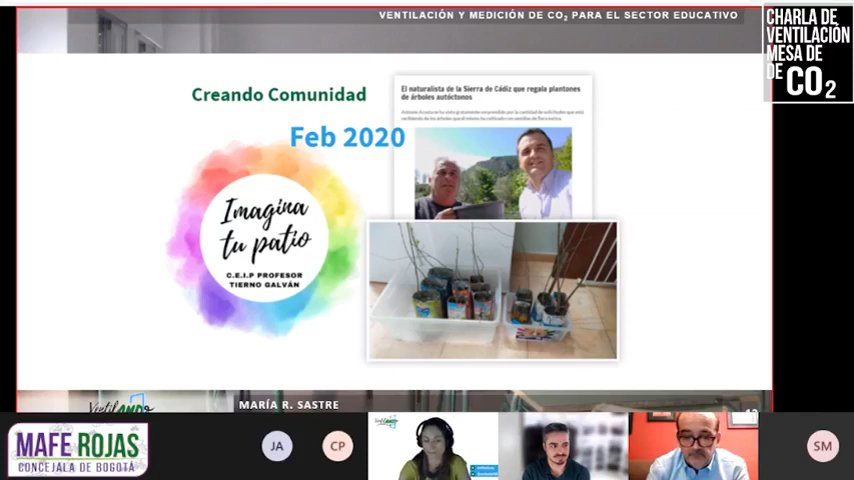 VENTILACIÓN Y MEDICIÓN DE CO2 PARA EL SECTOR EDUCATIVO
CHARLA DE
VENTILACIÓN
MESA DE
DE CO2
Creando Comunidad
Feb 2020
El naturalista de la Sierra de Cádiz que regala plantones
de árboles autóctonos
Imagina
tu patio
C.E.I.P PROFESOR
TIERNO GALVÁN
VentilANDO
MARÍA R. SASTRE
12
MAFE ROJAS
CONCEJALA DE BOGOTÁ
JA
CP
SM